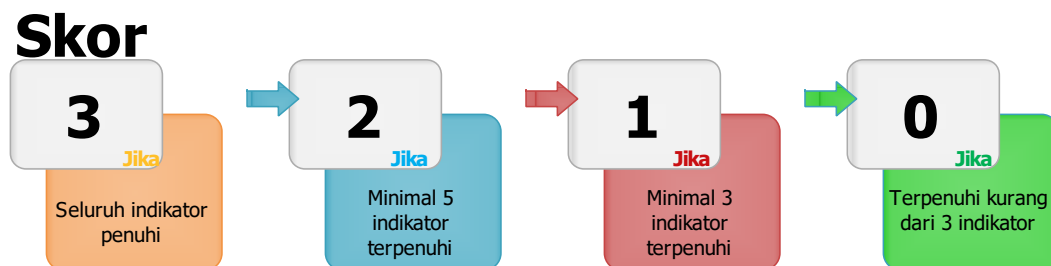 Skor
3
Jika
Seluruh indikator
penuhi
2
Jika
Minimal 5
indikator
terpenuhi
1
Jika
Minimal 3
indikator
terpenuhi
0
Jika
Terpenuhi kurang
dari 3 indikator